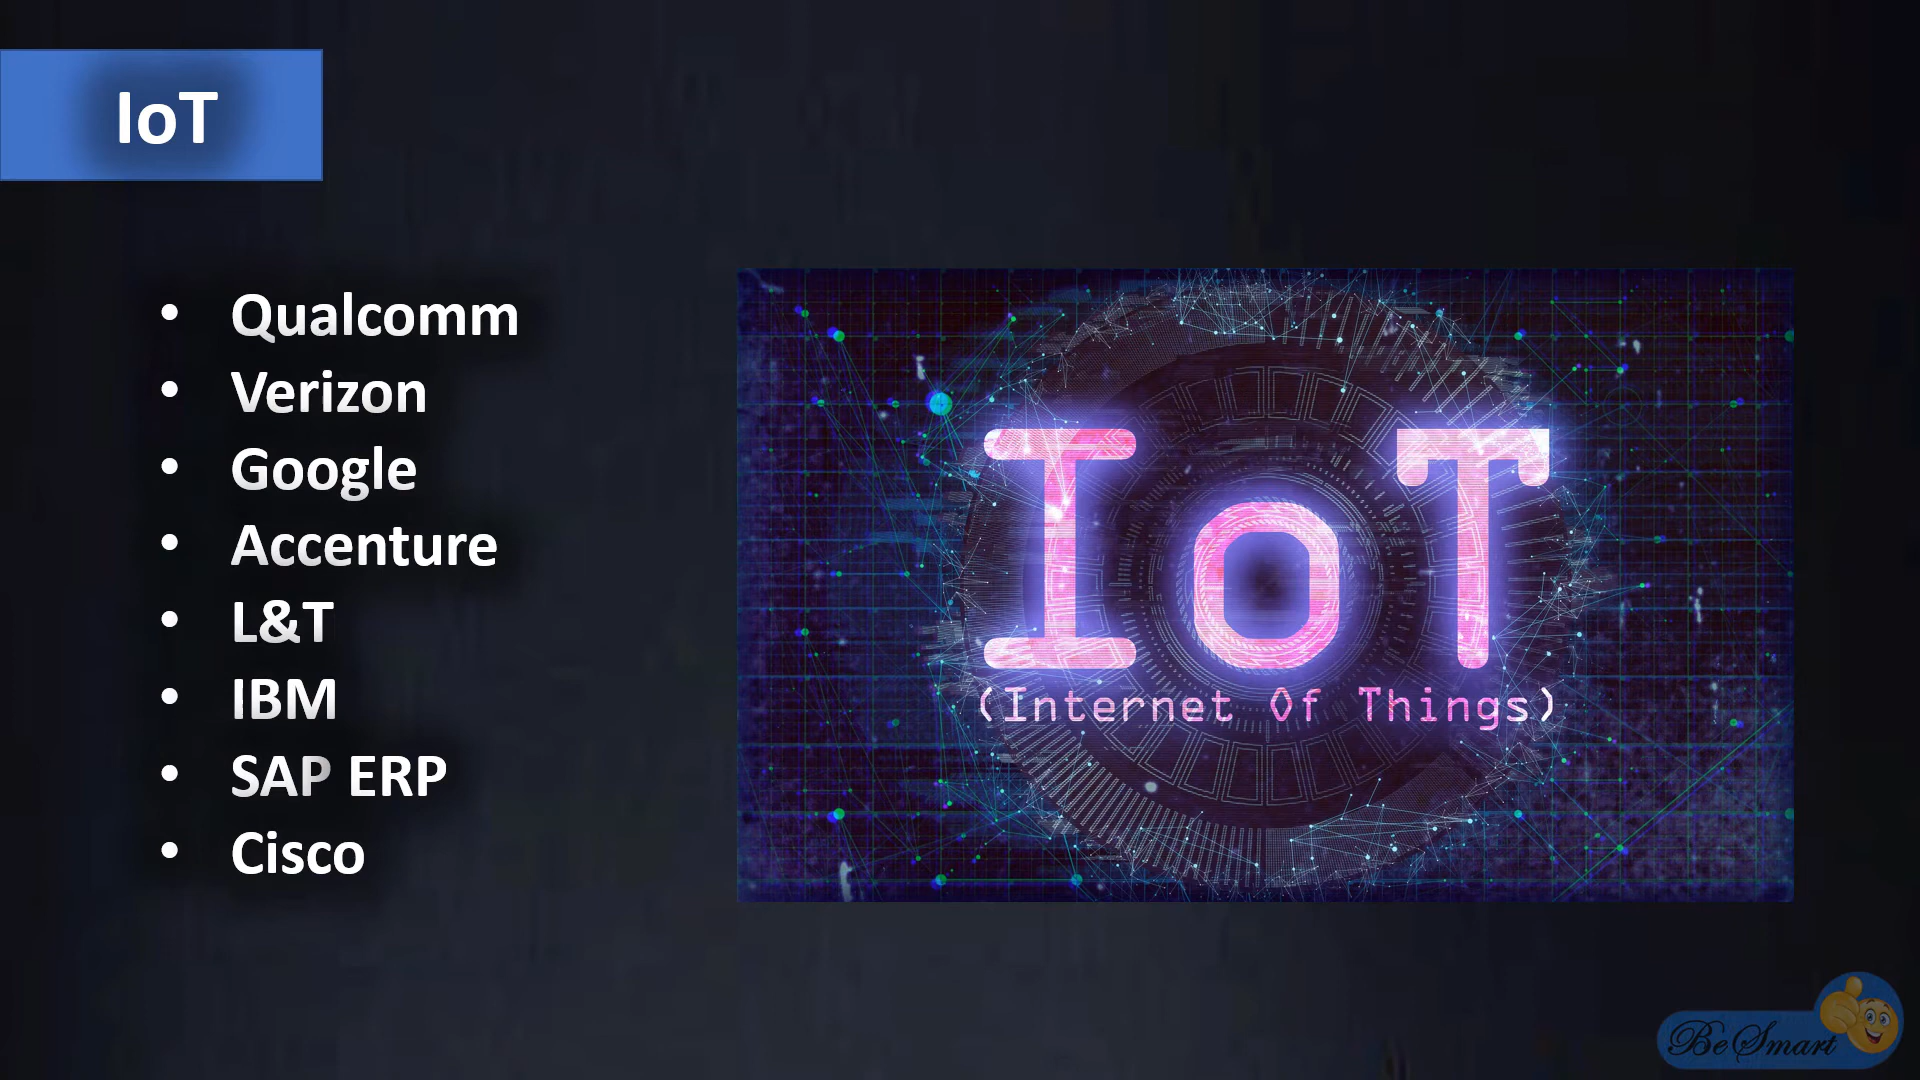 IoT
• Qualcomm
• Verizon
• Google
• Accenture
• L&T
• IBM
• SAP ERP
• Cisco
IoT
(Internet Of Things)
BeSmart